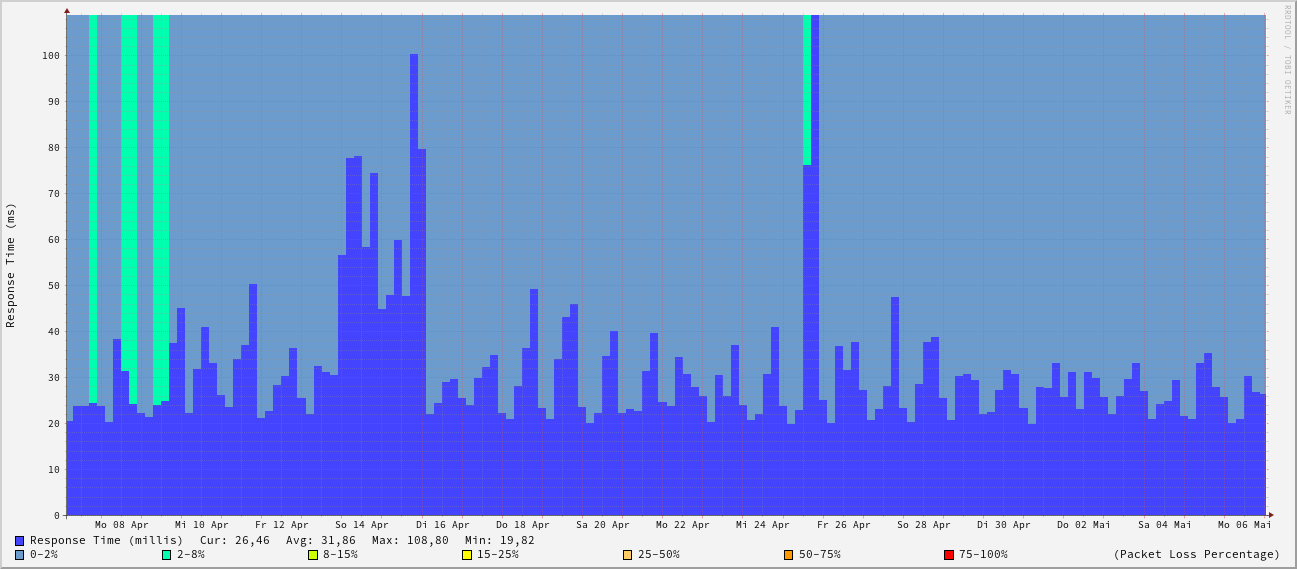 RRDTOOL / TOBI OETIKER
Response Time (ms)
100
90
80
70
60
50
40
30
20
10
0
Mo 08 Apr Mi 10 Apr Fr 12 Apr So 14 Apr Di 16 Apr Do 18 Apr Sa 20 Apr Mo 22 Apr Mi 24 Apr Fr 26 Apr So 28 Apr Di 30 Apr Do 02 Mai Sa 04 Mai Mo 06 Mai
Response Time (millis) Cur: 26,46 Avg: 31,86 Max: 108,80 Min: 19,82
0-2% 2-8% 8-15% 15-25% 25-50% 50-75% 75-100% (Packet Loss Percentage)